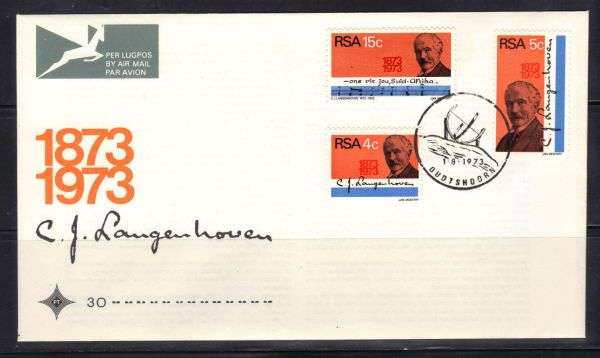 PER LUGPOS
BY AIR MAIL
PAR AVION
1873
1973
C. J. Langenhoven
30
RSA 15c
1873
1973
-one vir jou, Suid-Afrika-
RSA 4c
1873
1973
C. J. Langenhoven
RSA 5c
1873
1973
C. J. Langenhoven
1·8·1973
OUDTSHOORN